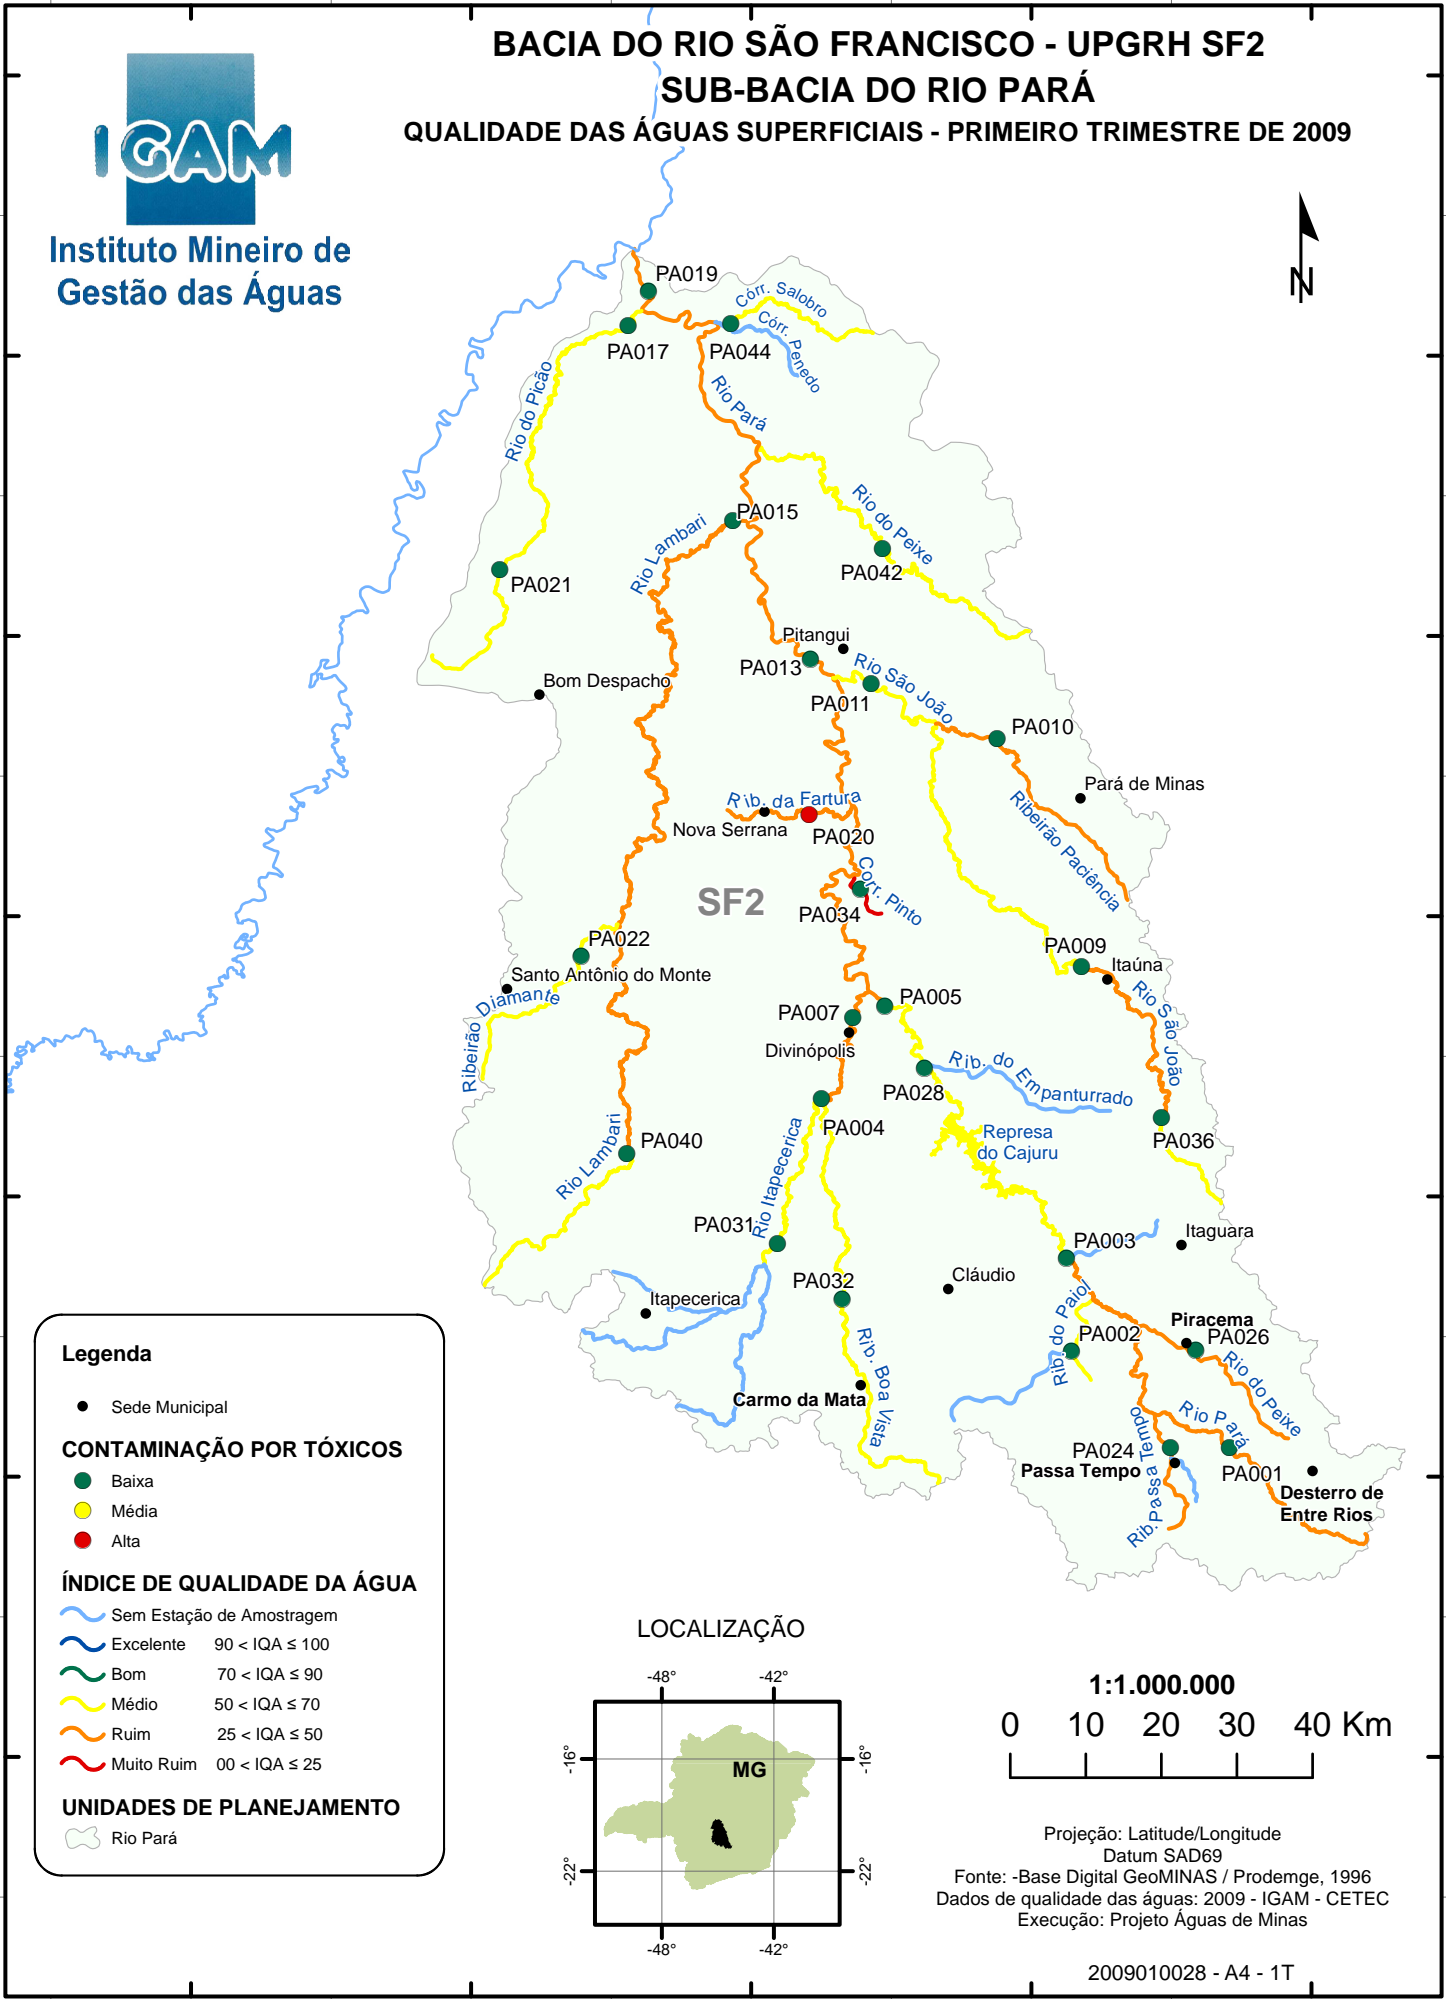 BACIA DO RIO SÃO FRANCISCO - UPGRH SF2
SUB-BACIA DO RIO PARÁ
QUALIDADE DAS ÁGUAS SUPERFICIAIS - PRIMEIRO TRIMESTRE DE 2009
IGAM
Instituto Mineiro de
Gestão das Águas
N
PA019
Córr. Salobro
PA017
PA044
Córr. Penedo
Rio do Picão
Rio Pará
PA015
Rio Lambari
Rio do Peixe
PA042
PA021
Pitangui
PA013
Rio São João
Bom Despacho
PA011
PA010
Pará de Minas
Rib. da Fartura
Nova Serrana
PA020
Ribeirão Paciência
SF2
Corr. Pinto
PA034
PA022
PA009
Itaúna
Santo Antônio do Monte
Ribeirão Diamante
PA005
PA007
Rio São João
Divinópolis
Rib. do Empanturrado
PA028
PA004
Represa
do Cajuru
PA036
PA040
Rio Lambari
Rio Itapecerica
PA031
PA003
Itaguara
PA032
Cláudio
Itapecerica
Rib. do Paiol
Piracema
PA002
PA026
Rio do Peixe
Rib. Boa Vista
Carmo da Mata
Rio Pará
PA024
Passa Tempo
Rib. Passa Tempo
PA001
Desterro de
Entre Rios
Legenda
Sede Municipal
CONTAMINAÇÃO POR TÓXICOS
Baixa
Média
Alta
ÍNDICE DE QUALIDADE DA ÁGUA
Sem Estação de Amostragem
Excelente 90 < IQA ≤ 100
Bom 70 < IQA ≤ 90
Médio 50 < IQA ≤ 70
Ruim 25 < IQA ≤ 50
Muito Ruim 00 < IQA ≤ 25
UNIDADES DE PLANEJAMENTO
Rio Pará
LOCALIZAÇÃO
-48° -42°
-16° -16°
MG
-22° -22°
-48° -42°
1:1.000.000
0 10 20 30 40 Km
Projeção: Latitude/Longitude
Datum SAD69
Fonte: -Base Digital GeoMINAS / Prodemge, 1996
Dados de qualidade das águas: 2009 - IGAM - CETEC
Execução: Projeto Águas de Minas
2009010028 - A4 - 1T